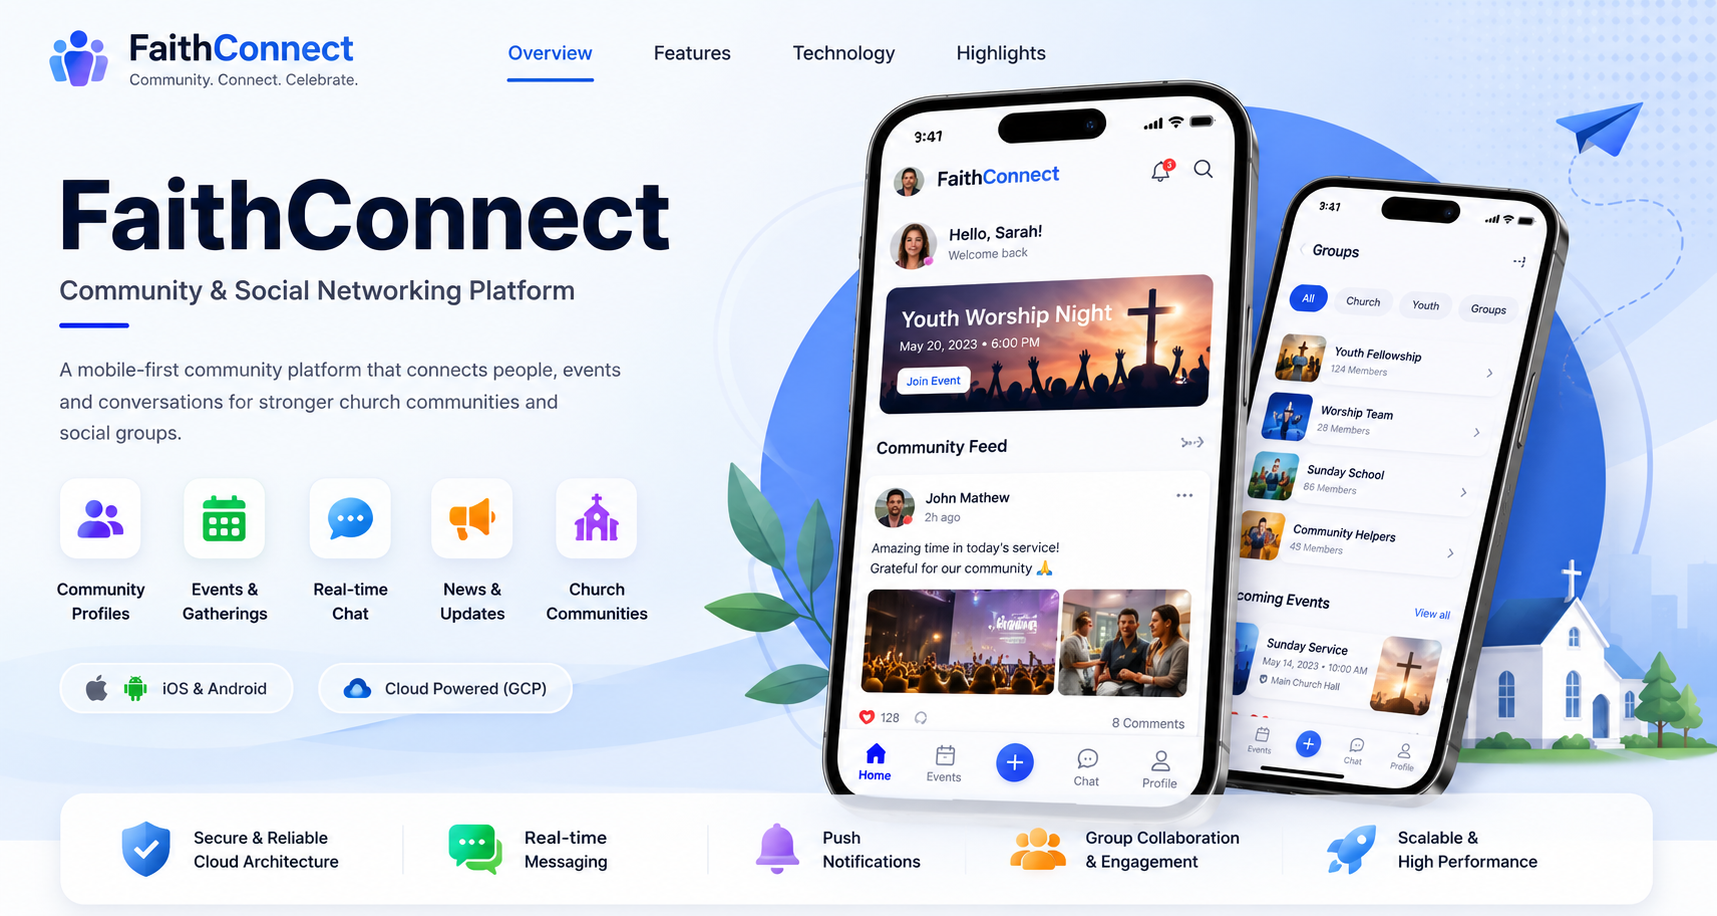 FaithConnect
Community. Connect. Celebrate.
Overview
Features
Technology
Highlights
FaithConnect
Community & Social Networking Platform
A mobile-first community platform that connects people, events
and conversations for stronger church communities and
social groups.
Community
Profiles
Events &
Gatherings
Real-time
Chat
News &
Updates
Church
Communities
iOS & Android
Cloud Powered (GCP)
9:41
FaithConnect
Hello, Sarah!
Welcome back
Youth Worship Night
May 20, 2023 • 6:00 PM
Join Event
Community Feed
John Mathew
2h ago
Amazing time in today's service!
Grateful for our community 🙏
128
8 Comments
Home
Events
Chat
Profile
Groups
All
Church
Youth
Groups
Youth Fellowship
124 Members
Worship Team
28 Members
Sunday School
86 Members
Community Helpers
Members
coming Events
View all
Sunday Service
May 14, 2023 • 10:00 AM
Main Church Hall
Events
Chat
Profile
Secure & Reliable
Cloud Architecture
Real-time
Messaging
Push
Notifications
Group Collaboration
& Engagement
Scalable &
High Performance